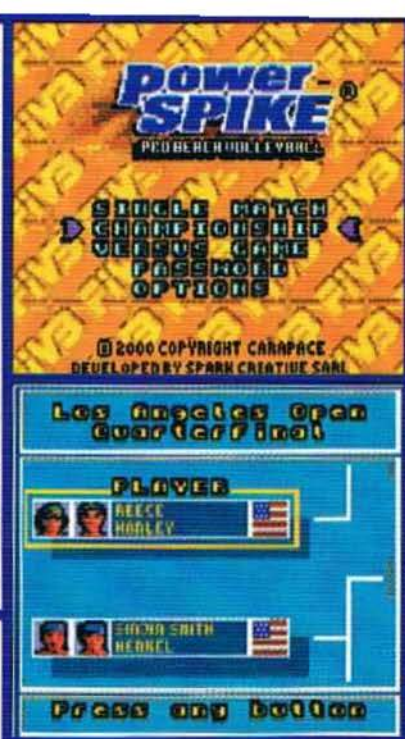 Power-
SPIKE®
PRO BEACH VOLLEYBALL
SINGLE MATCH
CHAMPIONSHIP
VERSUS GAME
PASSWORD
OPTIONS
© 2000 COPYRIGHT CARAPACE
DEVELOPED BY SPARK CREATIVE SARL
Los Angeles Open
QuarterFinal
PLAYER
REECE
HANLEY
SINJIN SMITH
HENKEL
Press any button